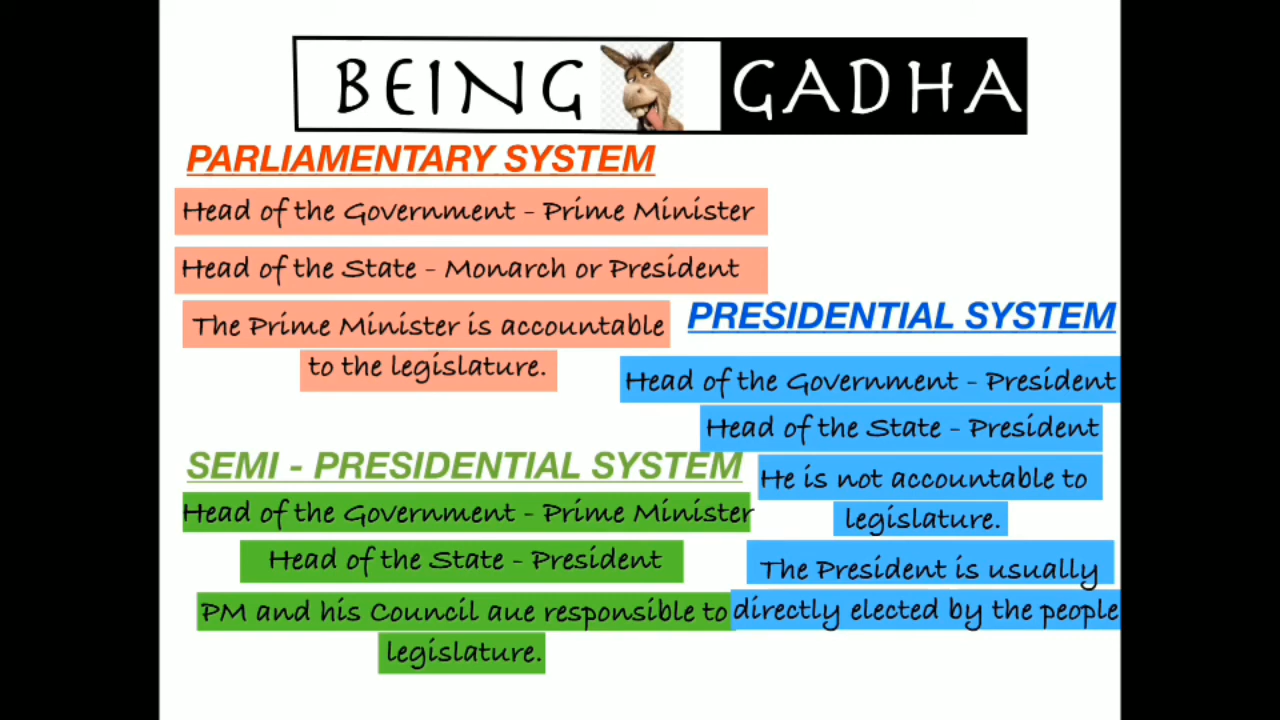 BEING GADHA
PARLIAMENTARY SYSTEM
Head of the Government - Prime Minister
Head of the State - Monarch or President
The Prime Minister is accountable
to the legislature.
PRESIDENTIAL SYSTEM
Head of the Government - President
Head of the State - President
He is not accountable to
legislature.
The President is usually
directly elected by the people
SEMI - PRESIDENTIAL SYSTEM
Head of the Government - Prime Minister
Head of the State - President
PM and his Council aue responsible to
legislature.